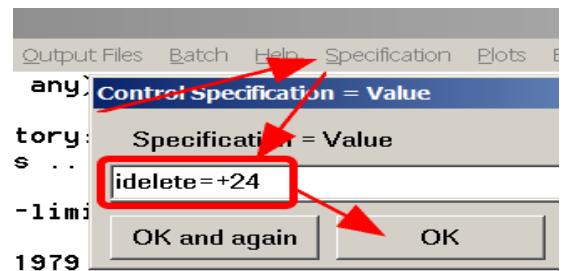 Output Files Batch Help Specification Plots
any)
Control Specification = Value
tory:
Specification = Value
s ..
idelete=+24
-limi
OK and again OK
1979